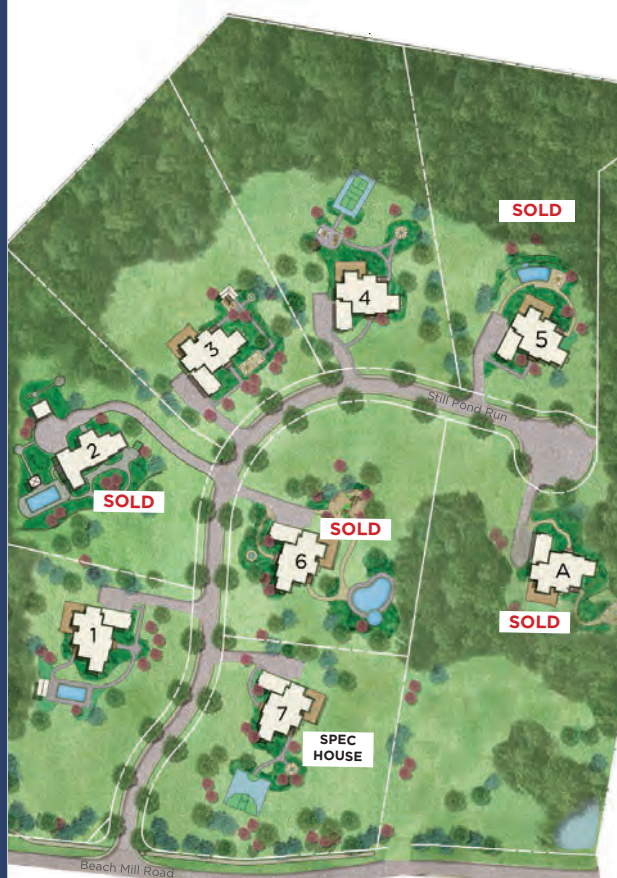 SOLD
4
5
3
Still Pond Run
2
SOLD
SOLD
6
A
SOLD
1
7
SPEC
HOUSE
Beach Mill Road